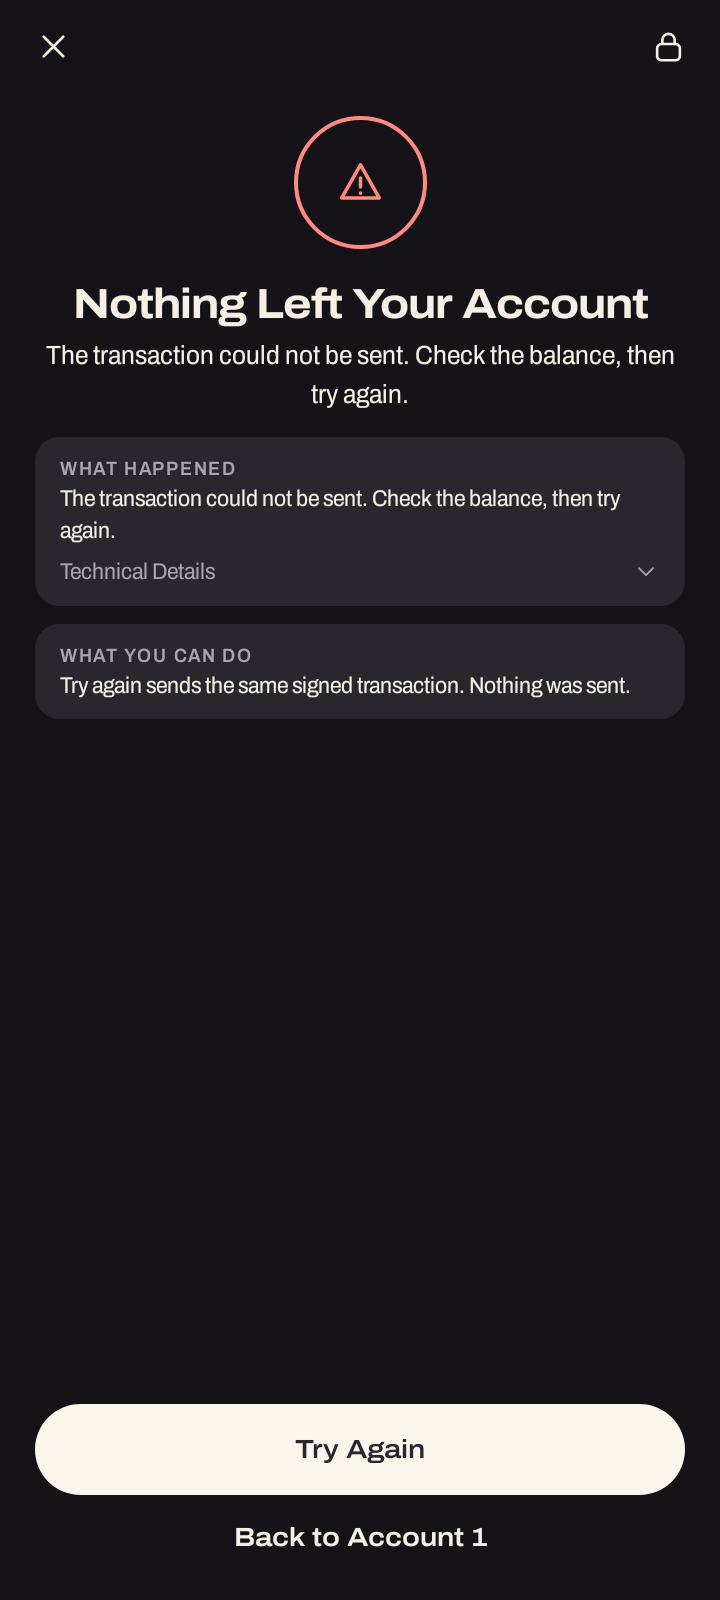 Nothing Left Your Account
The transaction could not be sent. Check the balance, then
try again.
WHAT HAPPENED
The transaction could not be sent. Check the balance, then try
again.
Technical Details
WHAT YOU CAN DO
Try again sends the same signed transaction. Nothing was sent.
Try Again
Back to Account 1